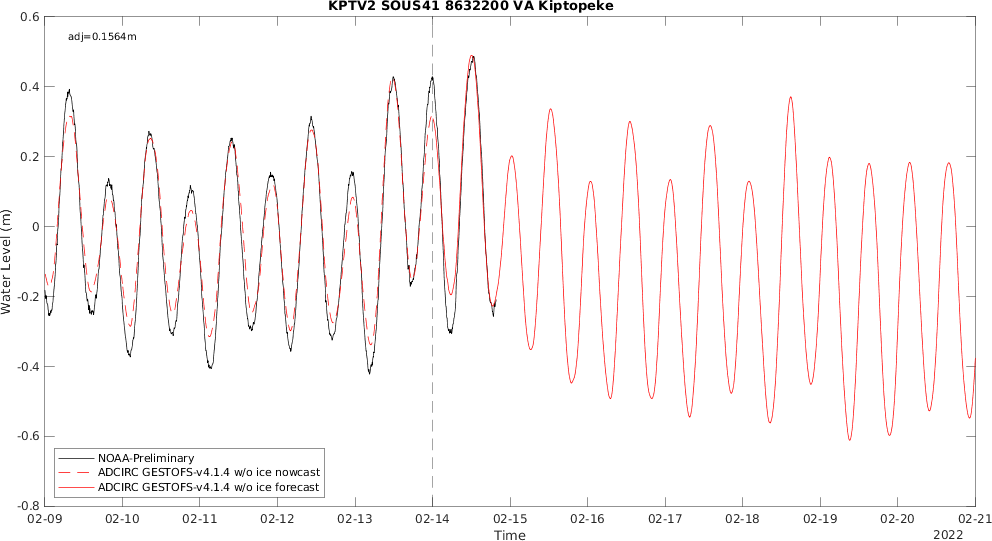 KPTV2 SOUS41 8632200 VA Kiptopeke
adj=0.1564m
0.6
0.4
0.2
0
-0.2
-0.4
-0.6
-0.8
Water Level (m)
NOAA-Preliminary
ADCIRC GESTOFS-v4.1.4 w/o ice nowcast
ADCIRC GESTOFS-v4.1.4 w/o ice forecast
02-09 02-10 02-11 02-12 02-13 02-14 02-15 02-16 02-17 02-18 02-19 02-20 02-21
Time
2022